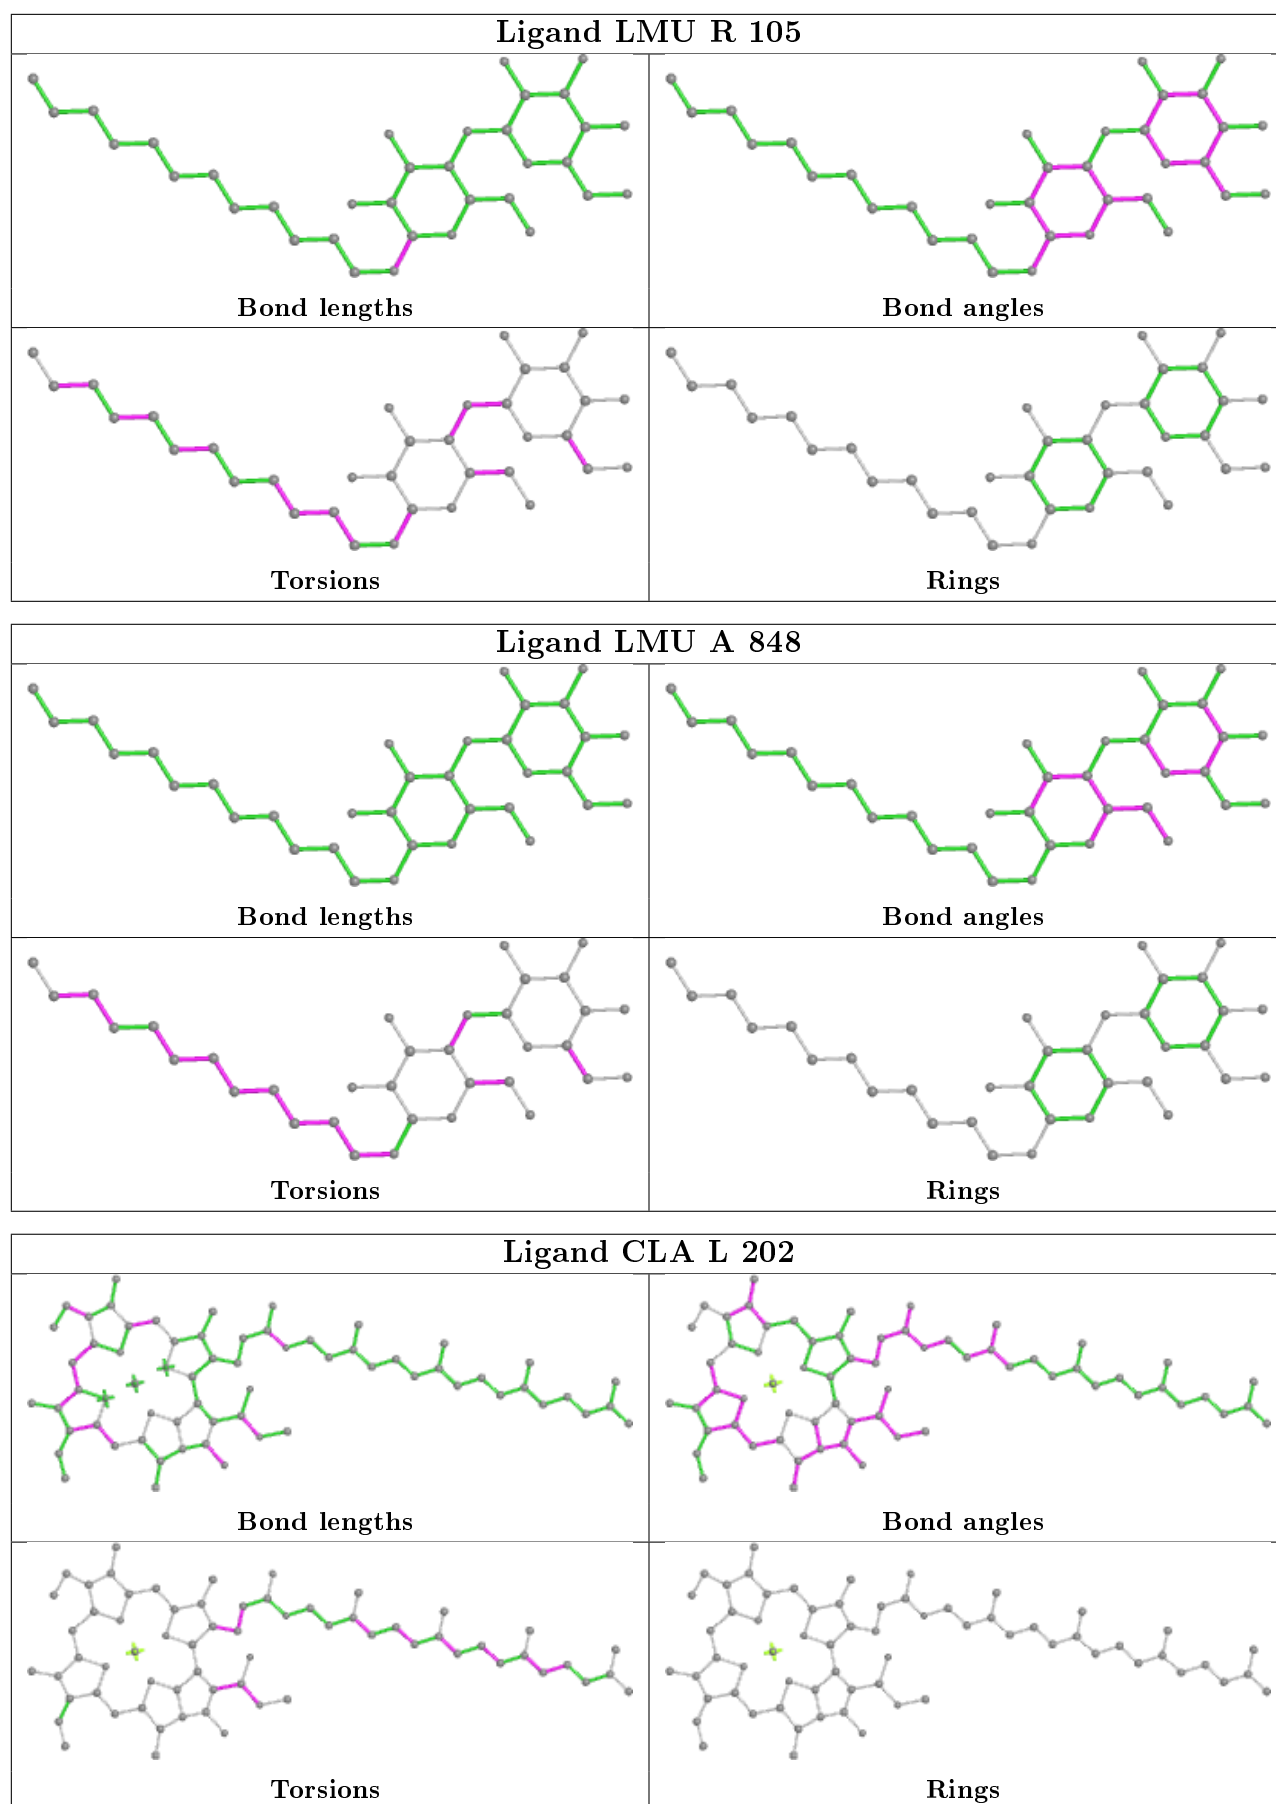 Ligand LMU R 105
Bond lengths
Bond angles
Torsions
Rings
Ligand LMU A 848
Bond lengths
Bond angles
Torsions
Rings
Ligand CLA L 202
Bond lengths
Bond angles
Torsions
Rings